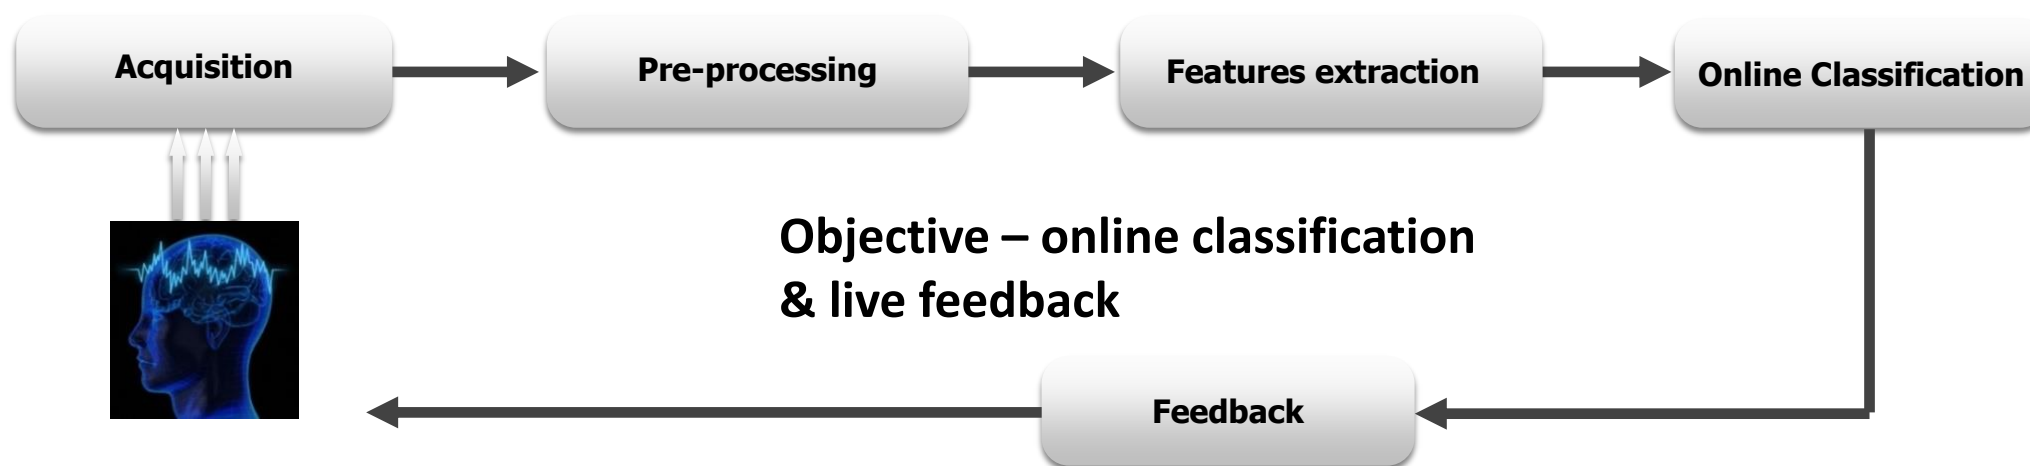 Acquisition
Pre-processing
Features extraction
Online Classification
Objective – online classification
& live feedback
Feedback